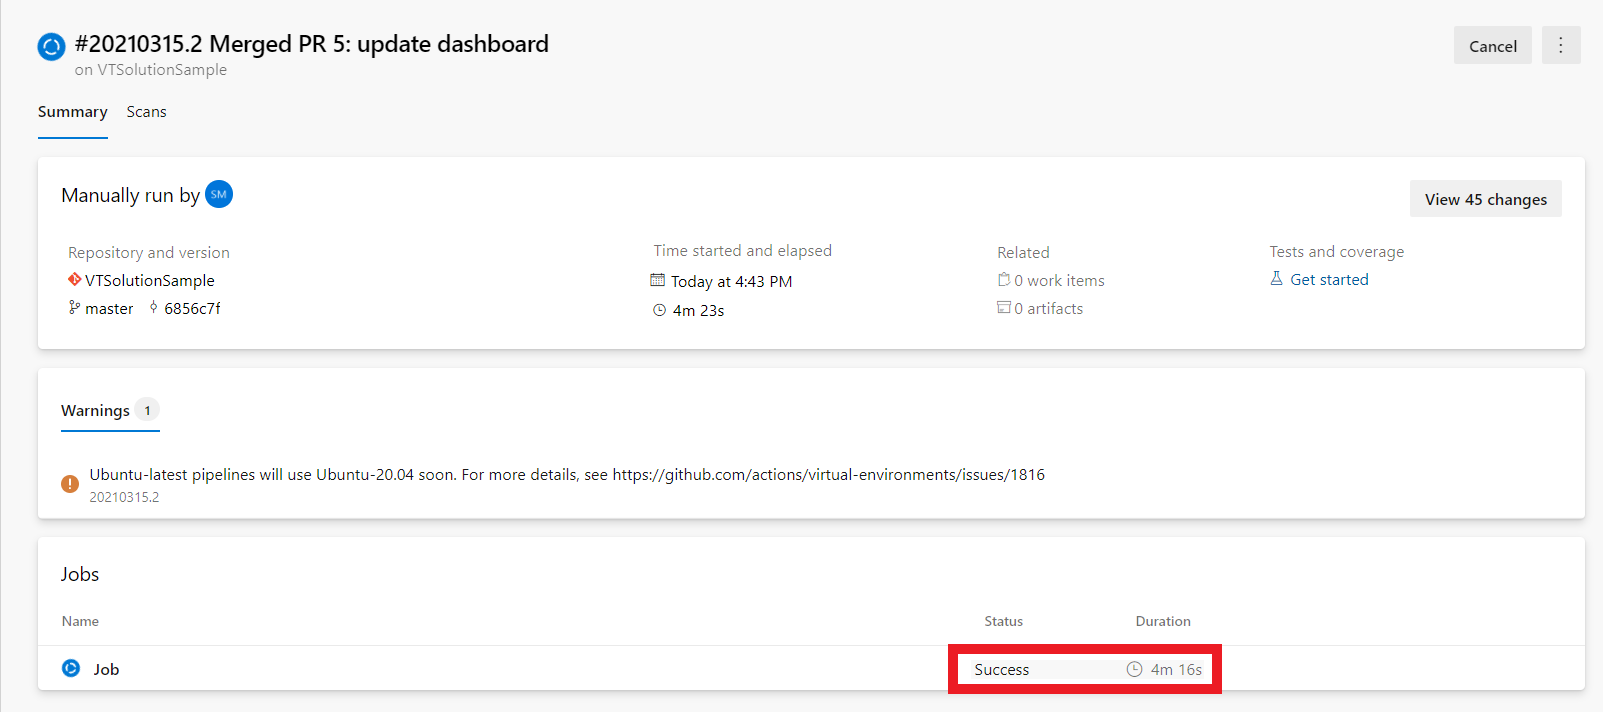 #20210315.2 Merged PR 5: update dashboard
on VTSolutionSample
Cancel
Summary Scans
Manually run by SM
View 45 changes
Repository and version
VTSolutionSample
master 6856c7f
Time started and elapsed
Today at 4:43 PM
4m 23s
Related
0 work items
0 artifacts
Tests and coverage
Get started
Warnings 1
Ubuntu-latest pipelines will use Ubuntu-20.04 soon. For more details, see https://github.com/actions/virtual-environments/issues/1816
20210315.2
Jobs
Name Status Duration
Job Success 4m 16s